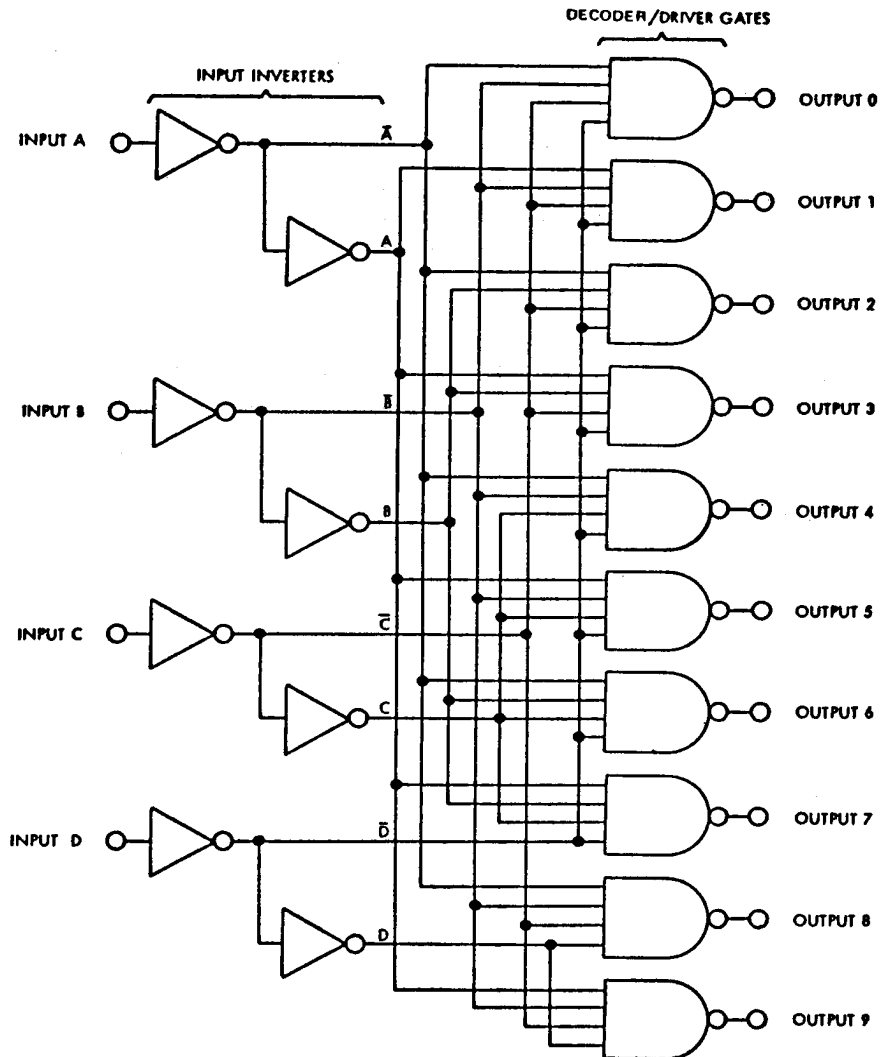 DECODER/DRIVER GATES
INPUT INVERTERS
OUTPUT 0
INPUT A
A̅
OUTPUT 1
A
OUTPUT 2
INPUT B
B̅
OUTPUT 3
B
OUTPUT 4
INPUT C
C̅
OUTPUT 5
C
OUTPUT 6
INPUT D
D̅
OUTPUT 7
D
OUTPUT 8
OUTPUT 9